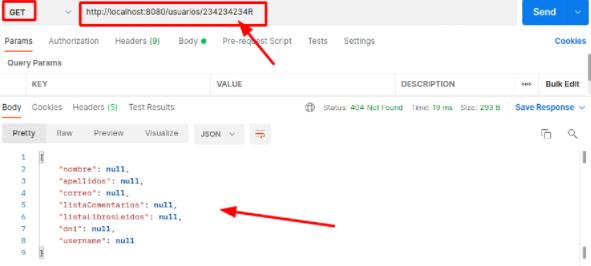 GET http://localhost:8080/usuarios/234234234R Send
Params Authorization Headers (9) Body Pre-request Script Tests Settings Cookies
Query Params
KEY VALUE DESCRIPTION ooo Bulk Edit
Body Cookies Headers (5) Test Results Status: 404 Not Found Time: 19 ms Size: 293 B Save Response
Pretty Raw Preview Visualize JSON
1 {
2 "nombre": null,
3 "apellidos": null,
4 "correo": null,
5 "listaComentarios": null,
6 "listaLibrosLeidos": null,
7 "dni": null,
8 "username": null
9 }